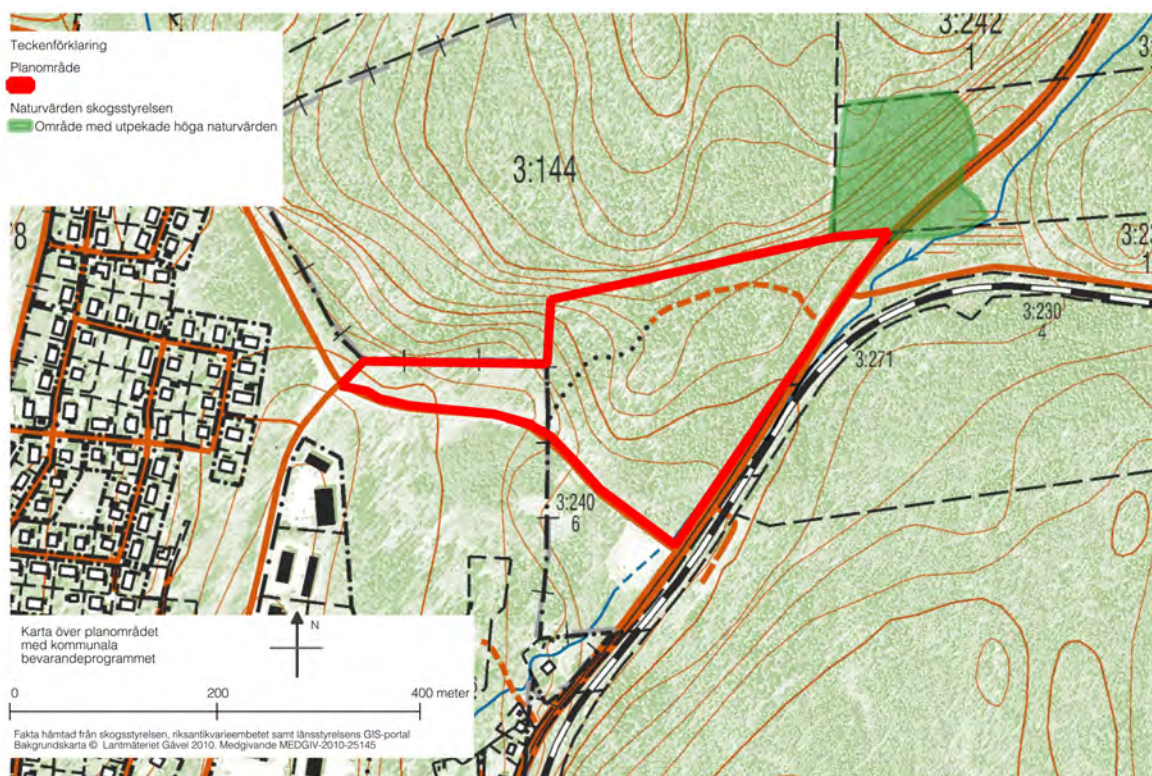 Teckenförklaring
Planområde
Naturvärden skogsstyrelsen
Område med utpekade höga naturvärden
3:242
1
3:144
3:230
4
3:271
3:240
6
Karta över planområdet
med kommunala
bevarandeprogrammet
N
0 200 400 meter
Fakta hämtad från skogsstyrelsen, riksantikvarieembetet samt länsstyrelsens GIS-portal
Bakgrundskarta © Lantmäteriet Gävel 2010. Medgivande MEDGIV-2010-25145